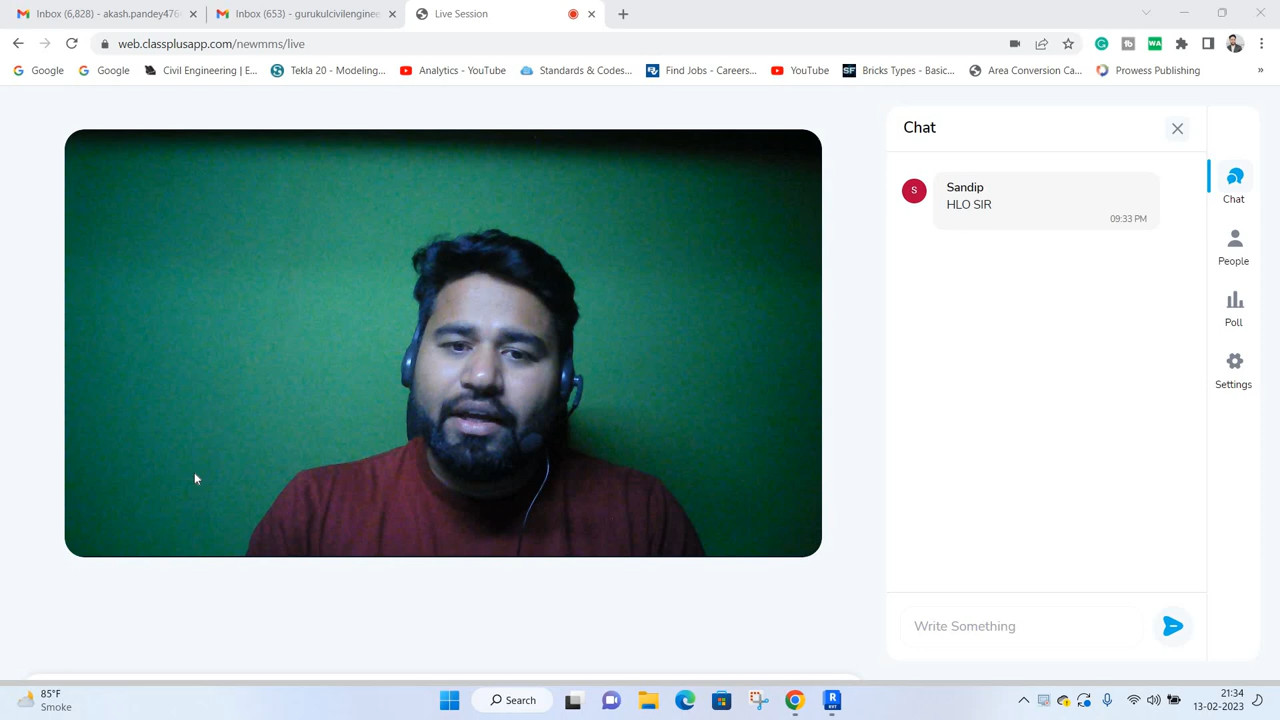 Inbox (6,828) - akash.pandey476
Inbox (653) - gurukulcivilenginee
Live Session
web.classplusapp.com/newmms/live
Google
Google
Civil Engineering | E...
Tekla 20 - Modeling...
Analytics - YouTube
Standards & Codes...
Find Jobs - Careers...
YouTube
Bricks Types - Basic...
Area Conversion Ca...
Prowess Publishing
»
Chat
S
Sandip
HLO SIR
09:33 PM
Chat
People
Poll
Settings
Write Something
85°F
Smoke
Search
21:34
13-02-2023